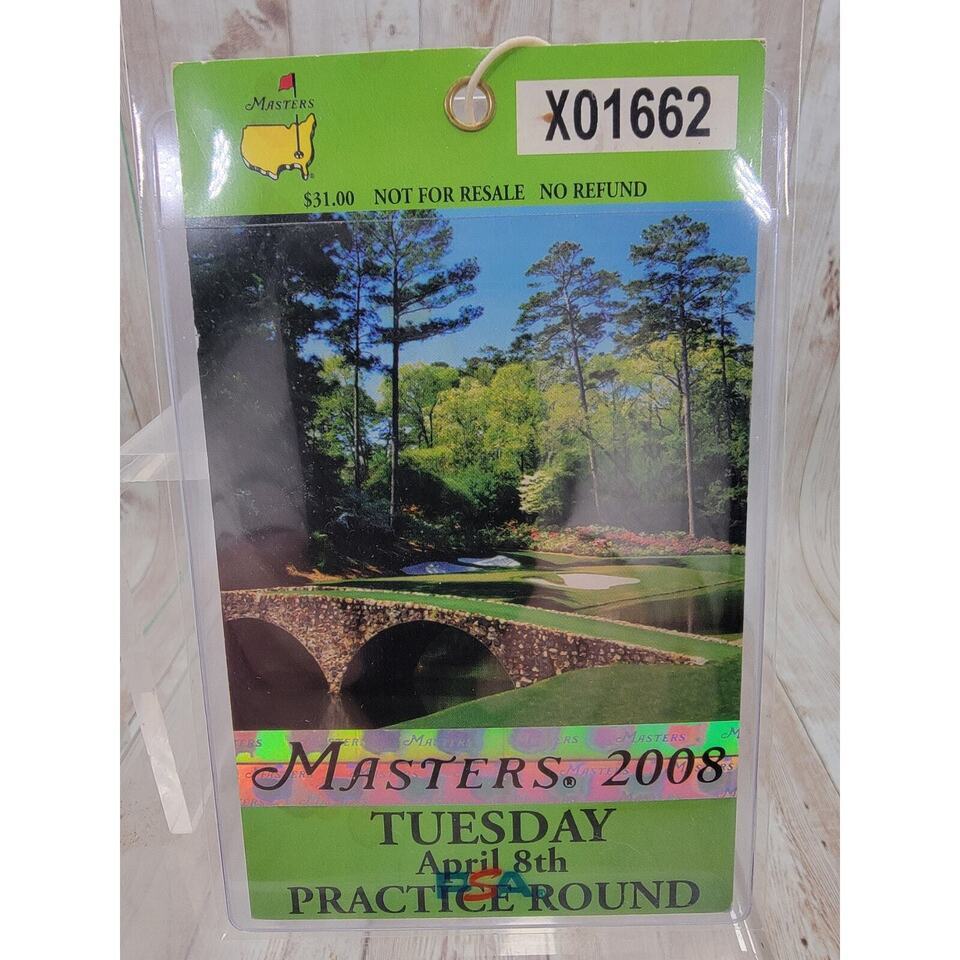 MASTERS
X01662
$31.00 NOT FOR RESALE NO REFUND
MASTERS® 2008
TUESDAY
April 8th
PRACTICE ROUND
PSA